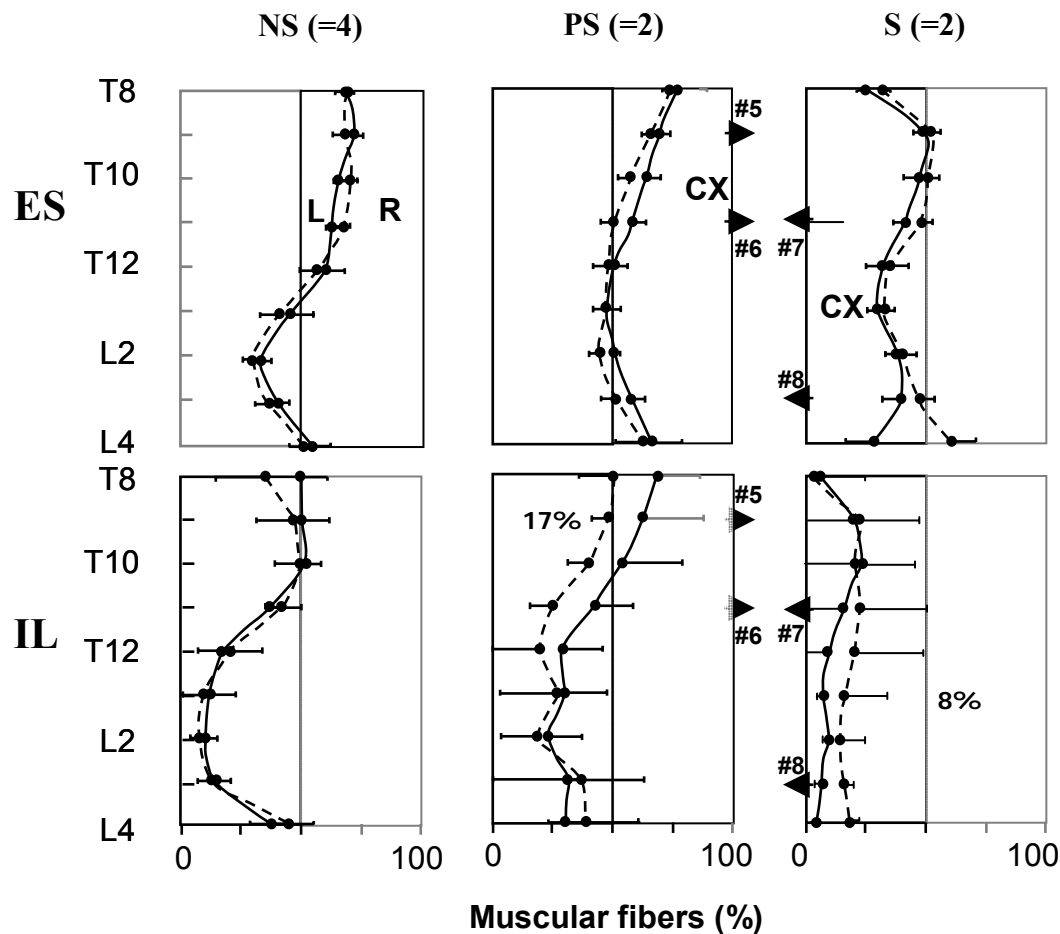 NS (=4) PS (=2) S (=2)
ES
T8
T10
T12
L2
L4
L R
#5
CX
#6
#7
CX
#8
IL
T8
T10
T12
L2
L4
17%
#5
#6
#7
8%
#8
0 100 0 100 0 100
Muscular fibers (%)